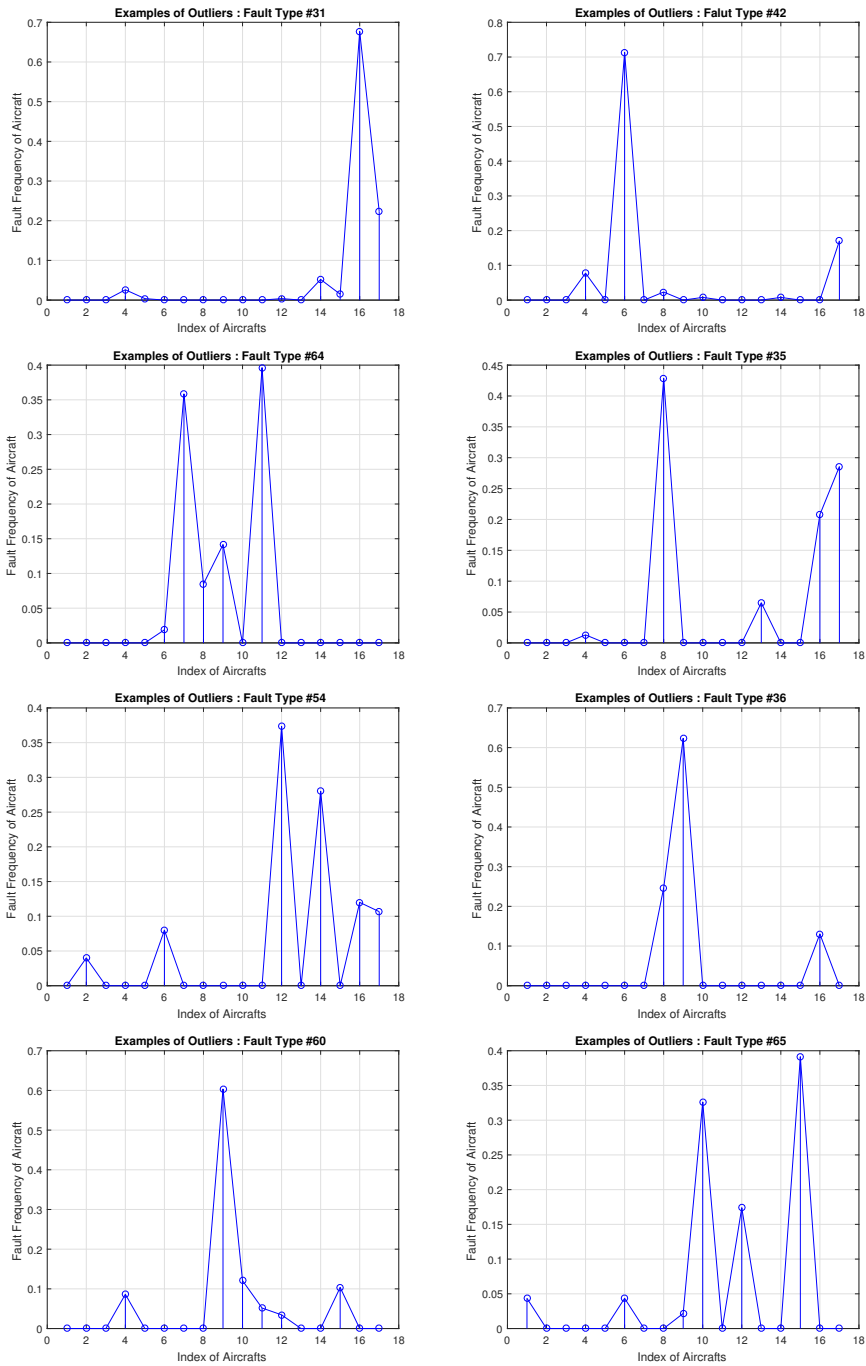 Examples of Outliers : Fault Type #31
0.7
0.6
0.5
0.4
0.3
0.2
0.1
0
0 2 4 6 8 10 12 14 16 18
Index of Aircrafts
Fault Frequency of Aircraft
Examples of Outliers : Falut Type #42
0.8
0.7
0.6
0.5
0.4
0.3
0.2
0.1
0
0 2 4 6 8 10 12 14 16 18
Index of Aircrafts
Fault Frequency of Aircraft
Examples of Outliers : Fault Type #64
0.4
0.35
0.3
0.25
0.2
0.15
0.1
0.05
0
0 2 4 6 8 10 12 14 16 18
Index of Aircrafts
Fault Frequency of Aircraft
Examples of Outliers : Fault Type #35
0.45
0.4
0.35
0.3
0.25
0.2
0.15
0.1
0.05
0
0 2 4 6 8 10 12 14 16 18
Index of Aircrafts
Fault Frequency of Aircraft
Examples of Outliers : Fault Type #54
0.4
0.35
0.3
0.25
0.2
0.15
0.1
0.05
0
0 2 4 6 8 10 12 14 16 18
Index of Aircrafts
Fault Frequency of Aircraft
Examples of Outliers : Fault Type #36
0.7
0.6
0.5
0.4
0.3
0.2
0.1
0
0 2 4 6 8 10 12 14 16 18
Index of Aircrafts
Fault Frequency of Aircraft
Examples of Outliers : Fault Type #60
0.7
0.6
0.5
0.4
0.3
0.2
0.1
0
0 2 4 6 8 10 12 14 16 18
Index of Aircrafts
Fault Frequency of Aircraft
Examples of Outliers : Fault Type #65
0.4
0.35
0.3
0.25
0.2
0.15
0.1
0.05
0
0 2 4 6 8 10 12 14 16 18
Index of Aircrafts
Fault Frequency of Aircraft